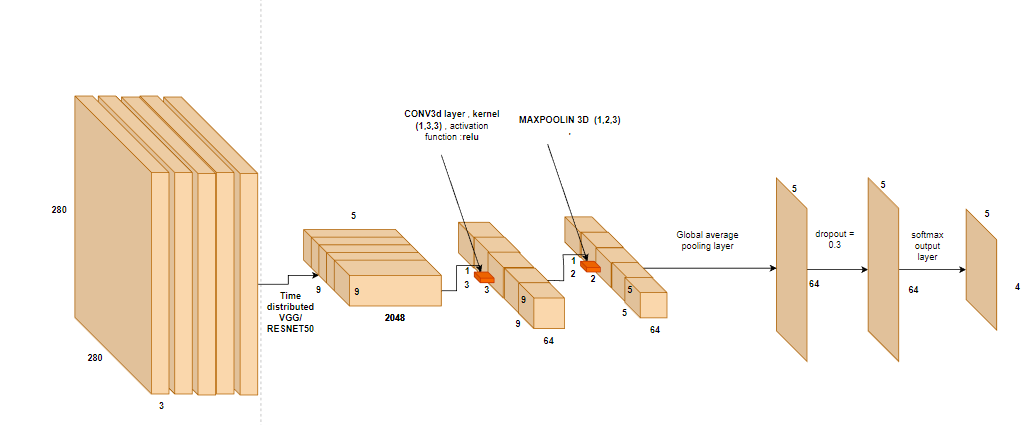 CONV3d layer , kernel
(1,3,3) , activation
function :relu
MAXPOOLIN 3D (1,2,3)
.
280
280
3
5
9
9
2048
Time
distributed
VGG/
RESNET50
1
3
3
9
9
64
1
2
2
5
5
64
Global average
pooling layer
5
64
dropout =
0.3
5
64
softmax
output
layer
5
4